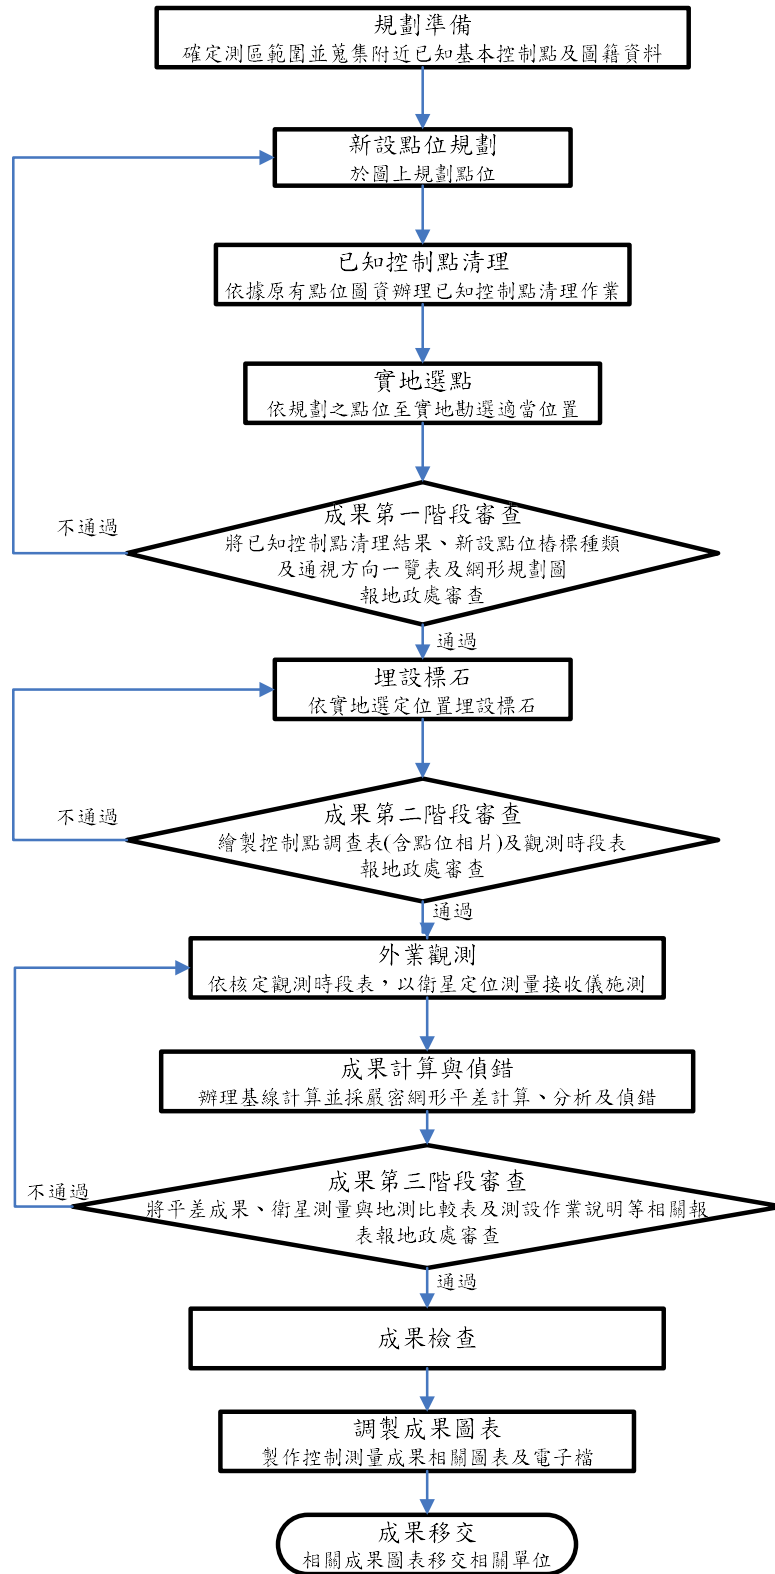 規劃準備
確定測區範圍並蒐集附近已知基本控制點及圖籍資料
新設點位規劃
於圖上規劃點位
已知控制點清理
依據原有點位圖資辦理已知控制點清理作業
實地選點
依規劃之點位至實地勘選適當位置
成果第一階段審查
將已知控制點清理結果、新設點位樁標種類
及通視方向一覽表及網形規劃圖
報地政處審查
不通過
通過
埋設標石
依實地選定位置埋設標石
成果第二階段審查
繪製控制點調查表(含點位相片)及觀測時段表
報地政處審查
不通過
通過
外業觀測
依核定觀測時段表，以衛星定位測量接收儀施測
成果計算與偵錯
辦理基線計算並採嚴密網形平差計算、分析及偵錯
成果第三階段審查
將平差成果、衛星測量與地測比較表及測設作業說明等相關報
表報地政處審查
不通過
通過
成果檢查
調製成果圖表
製作控制測量成果相關圖表及電子檔
成果移交
相關成果圖表移交相關單位